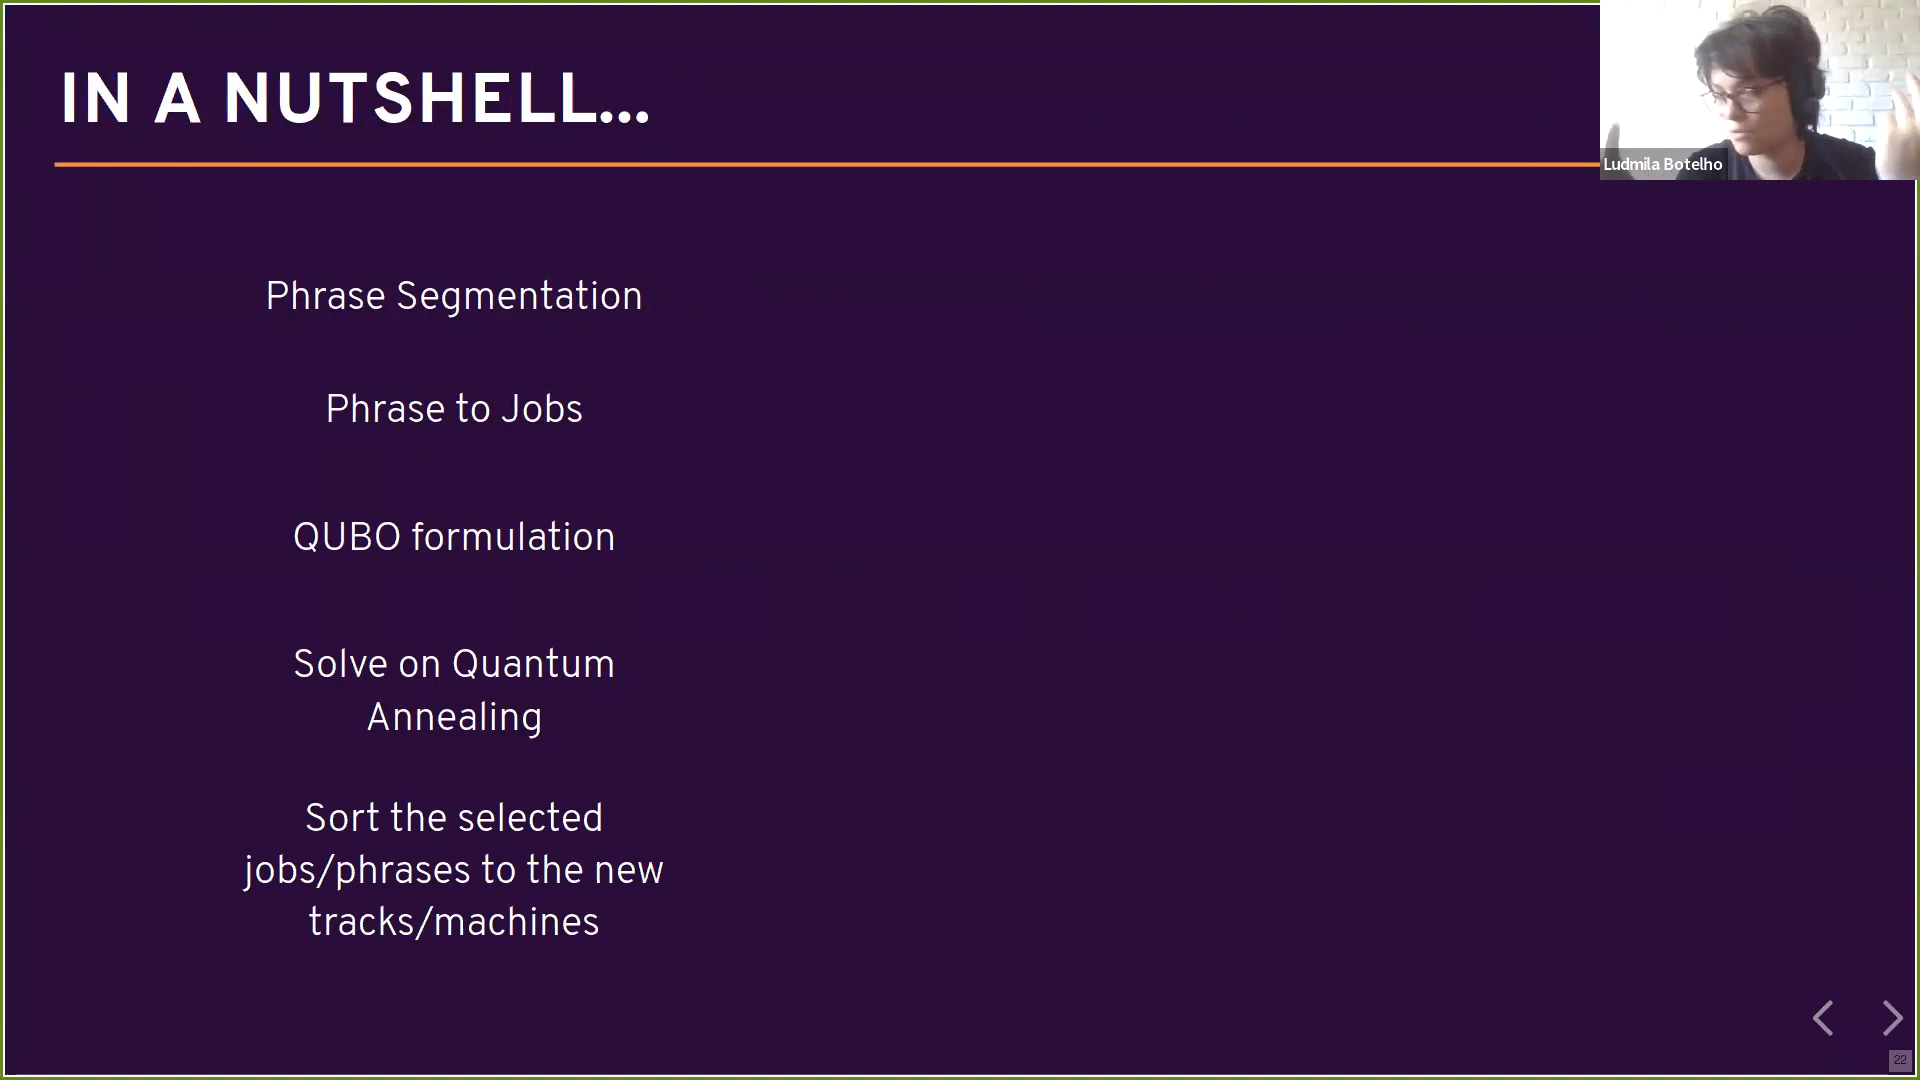 IN A NUTSHELL...
Ludmila Botelho
Phrase Segmentation
Phrase to Jobs
QUBO formulation
Solve on Quantum
Annealing
Sort the selected
jobs/phrases to the new
tracks/machines
22